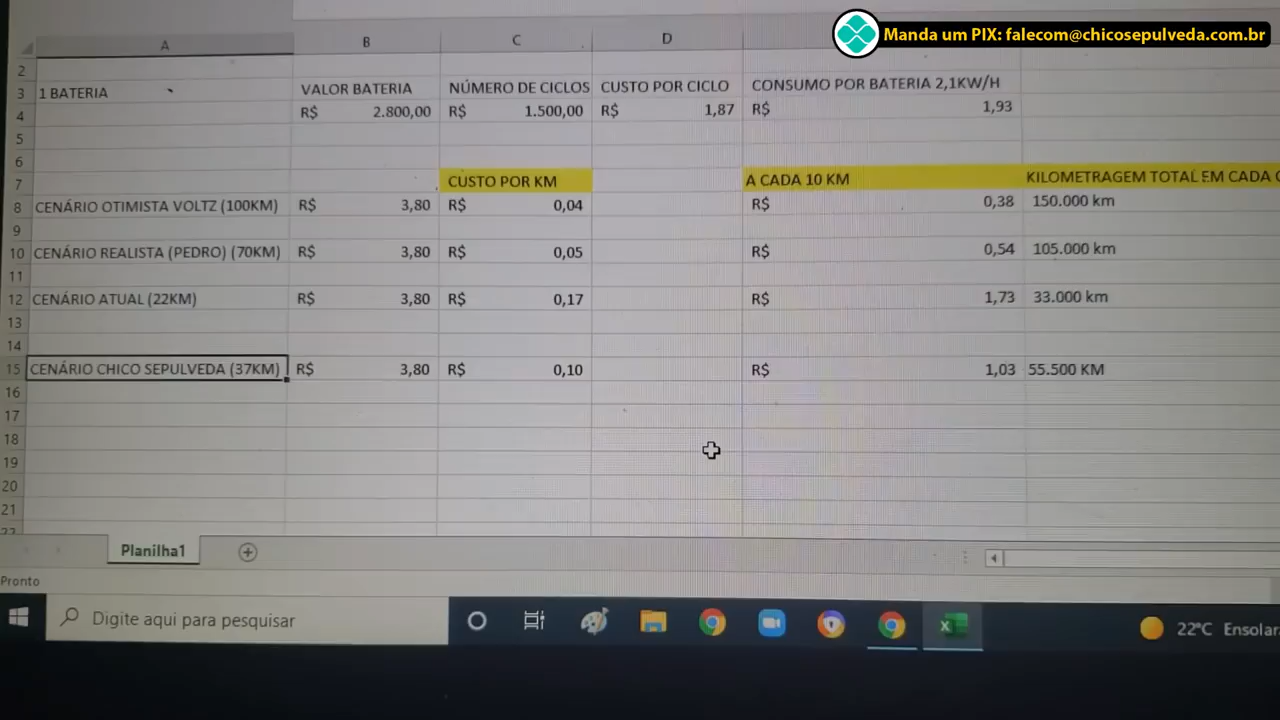 Manda um PIX: falecom@chicosepulveda.com.br
A B C D
2
3 1 BATERIA VALOR BATERIA NÚMERO DE CICLOS CUSTO POR CICLO CONSUMO POR BATERIA 2,1KW/H
4 R$ 2.800,00 R$ 1.500,00 R$ 1,87 R$ 1,93
5
6
7 CUSTO POR KM A CADA 10 KM KILOMETRAGEM TOTAL EM CADA
8 CENÁRIO OTIMISTA VOLTZ (100KM) R$ 3,80 R$ 0,04 R$ 0,38 150.000 km
9
10 CENÁRIO REALISTA (PEDRO) (70KM) R$ 3,80 R$ 0,05 R$ 0,54 105.000 km
11
12 CENÁRIO ATUAL (22KM) R$ 3,80 R$ 0,17 R$ 1,73 33.000 km
13
14
15 CENÁRIO CHICO SEPULVEDA (37KM) R$ 3,80 R$ 0,10 R$ 1,03 55.500 KM
16
17
18
19
20
21
Planilha1
Pronto
Digite aqui para pesquisar 22°C Ensolar